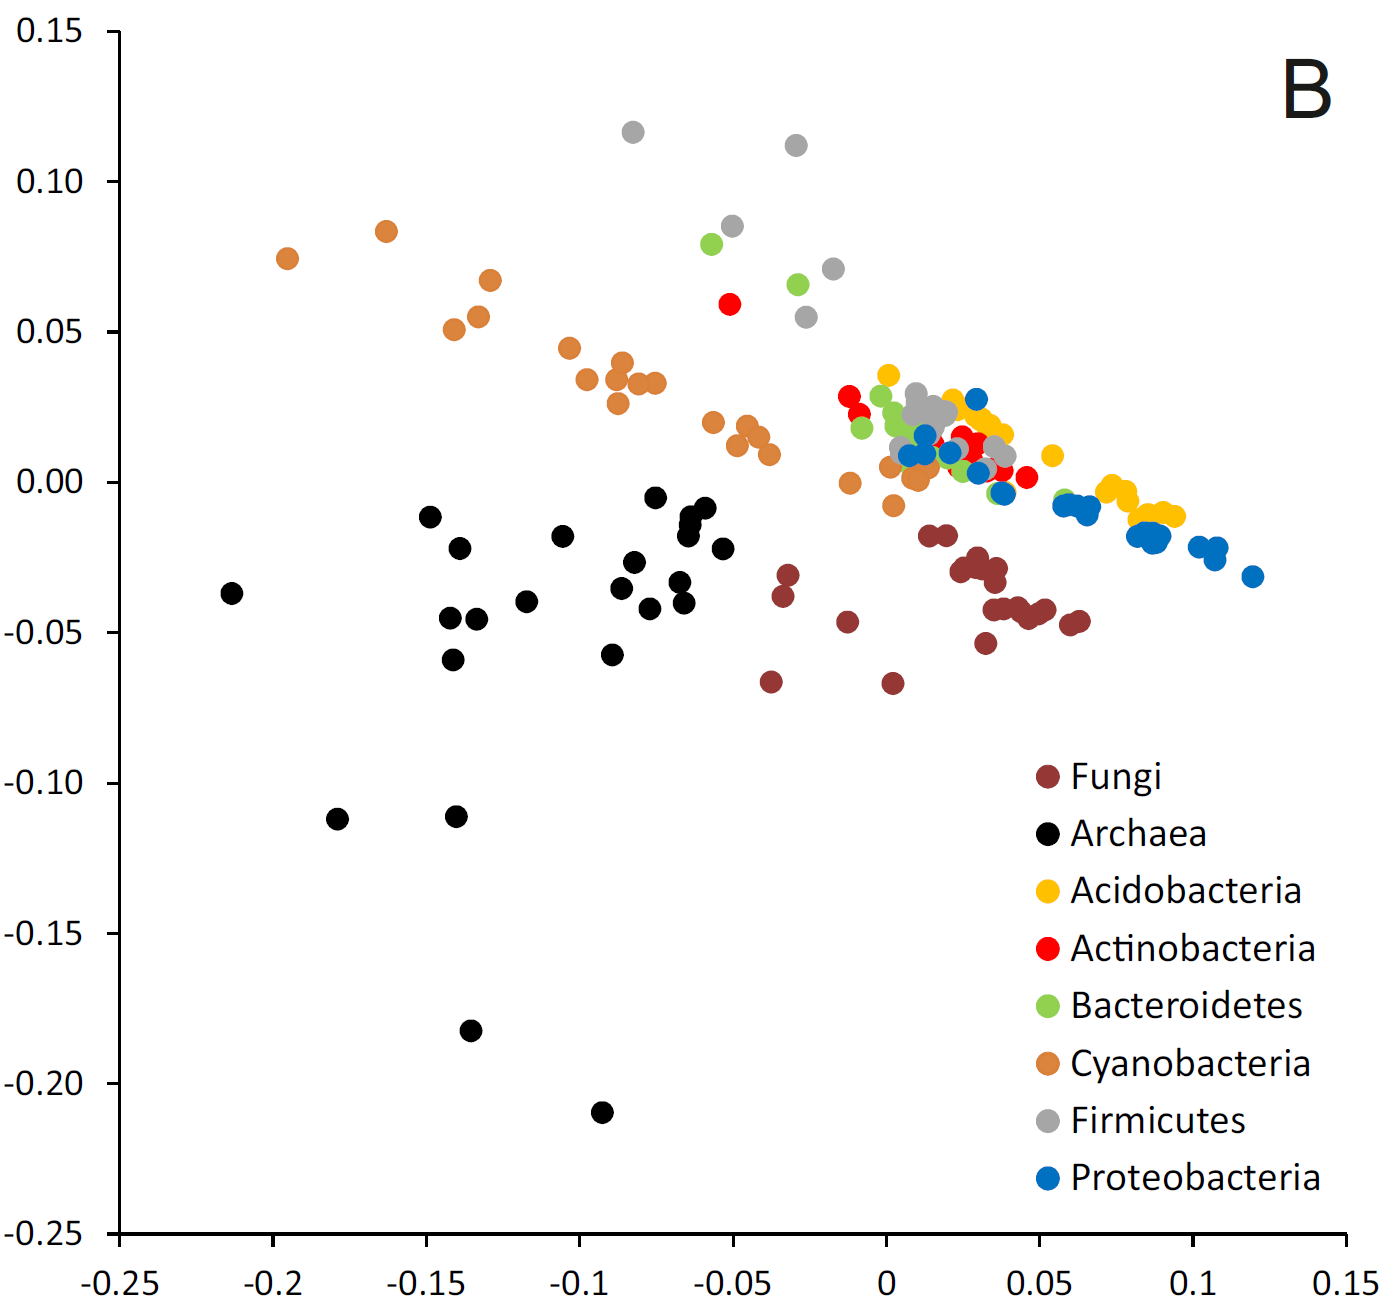 0.15
B
0.10
0.05
0.00
-0.05
-0.10
-0.15
-0.20
-0.25
Fungi
Archaea
Acidobacteria
Actinobacteria
Bacteroidetes
Cyanobacteria
Firmicutes
Proteobacteria
-0.25 -0.2 -0.15 -0.1 -0.05 0 0.05 0.1 0.15